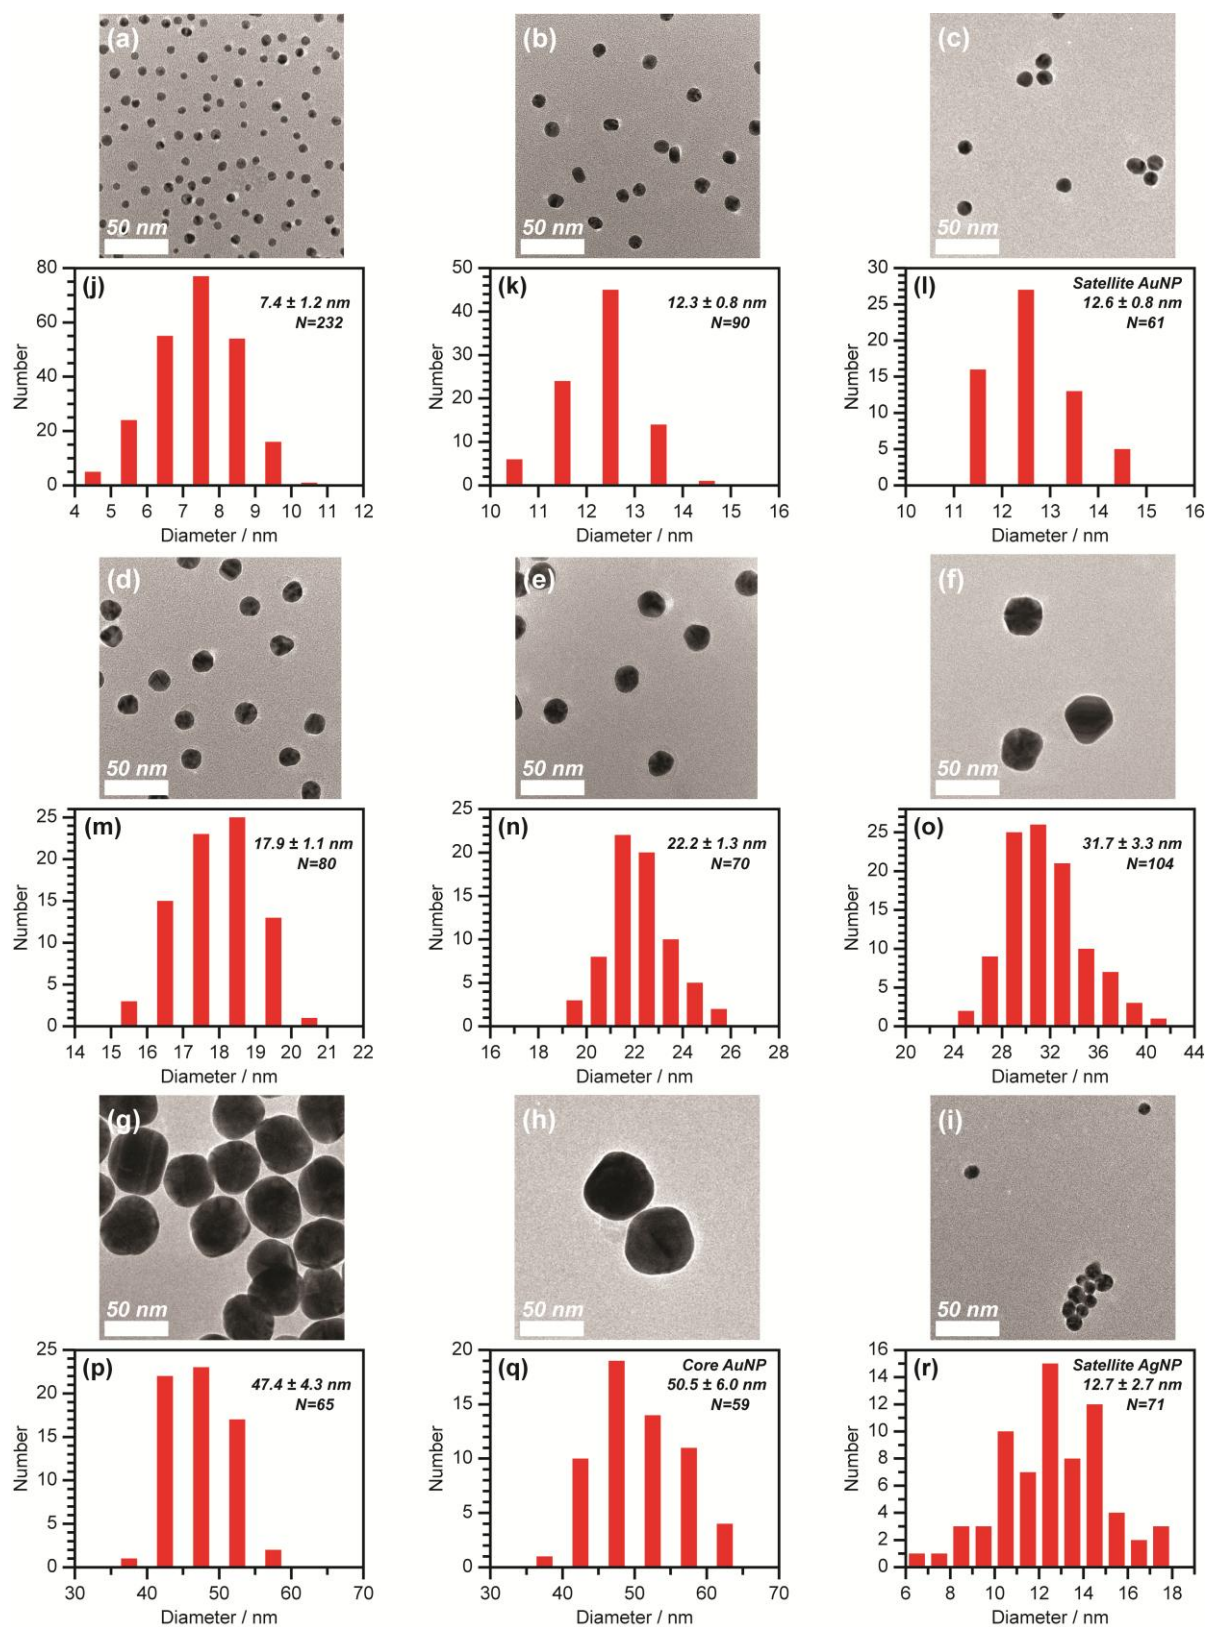 (a)
50 nm
(b)
50 nm
(c)
50 nm
(j)
7.4 ± 1.2 nm
N=232
80
60
40
20
0
Number
4 5 6 7 8 9 10 11 12
Diameter / nm
(k)
12.3 ± 0.8 nm
N=90
50
40
30
20
10
0
Number
10 11 12 13 14 15 16
Diameter / nm
(l)
Satellite AuNP
12.6 ± 0.8 nm
N=61
30
25
20
15
10
5
0
Number
10 11 12 13 14 15 16
Diameter / nm
(d)
50 nm
(e)
50 nm
(f)
50 nm
(m)
17.9 ± 1.1 nm
N=80
25
20
15
10
5
0
Number
14 15 16 17 18 19 20 21 22
Diameter / nm
(n)
22.2 ± 1.3 nm
N=70
25
20
15
10
5
0
Number
16 18 20 22 24 26 28
Diameter / nm
(o)
31.7 ± 3.3 nm
N=104
25
20
15
10
5
0
Number
20 24 28 32 36 40 44
Diameter / nm
(g)
50 nm
(h)
50 nm
(i)
50 nm
(p)
47.4 ± 4.3 nm
N=65
25
20
15
10
5
0
Number
30 40 50 60 70
Diameter / nm
(q)
Core AuNP
50.5 ± 6.0 nm
N=59
20
15
10
5
0
Number
30 40 50 60 70
Diameter / nm
(r)
Satellite AgNP
12.7 ± 2.7 nm
N=71
16
14
12
10
8
6
4
2
0
Number
6 8 10 12 14 16 18
Diameter / nm